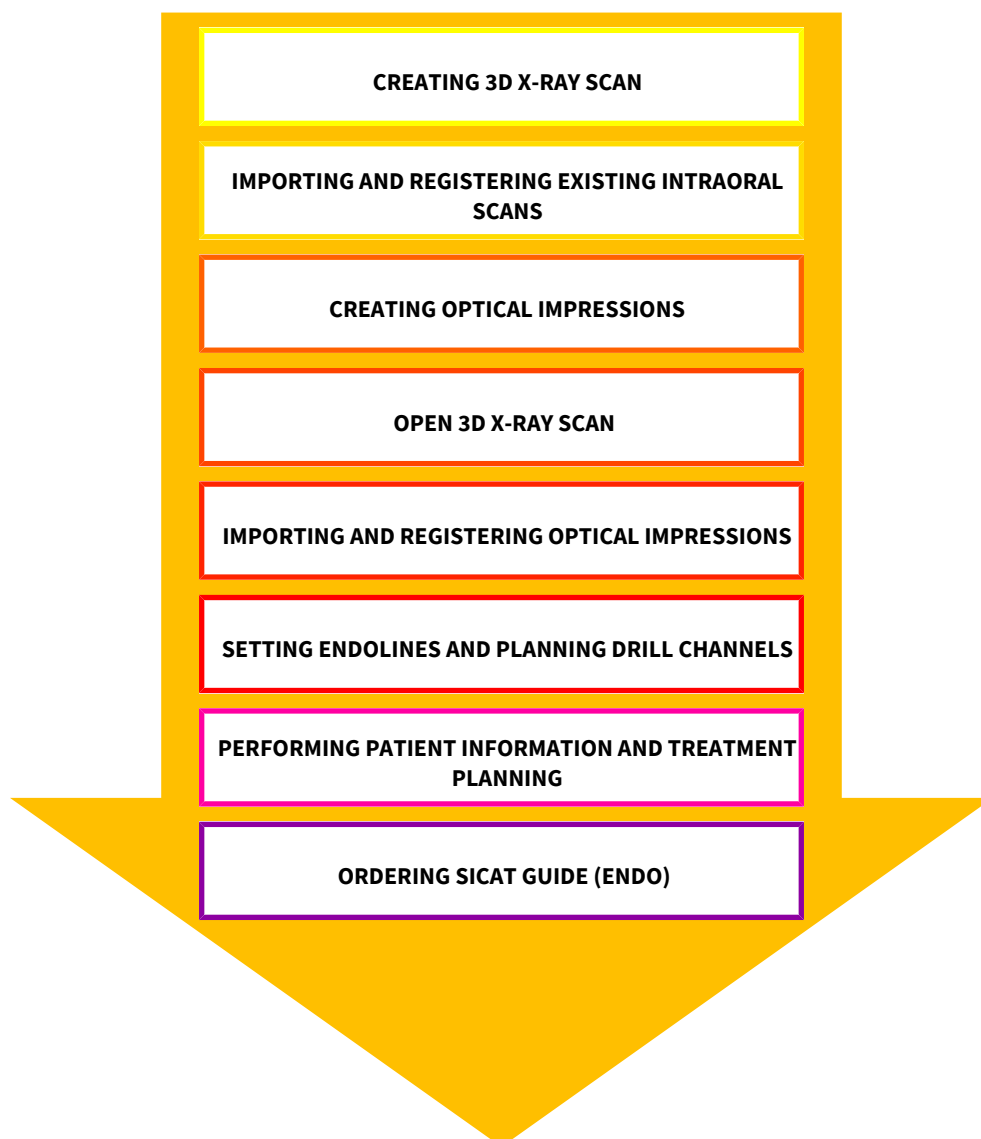 CREATING 3D X-RAY SCAN
IMPORTING AND REGISTERING EXISTING INTRAORAL
SCANS
CREATING OPTICAL IMPRESSIONS
OPEN 3D X-RAY SCAN
IMPORTING AND REGISTERING OPTICAL IMPRESSIONS
SETTING ENDOLINES AND PLANNING DRILL CHANNELS
PERFORMING PATIENT INFORMATION AND TREATMENT
PLANNING
ORDERING SICAT GUIDE (ENDO)